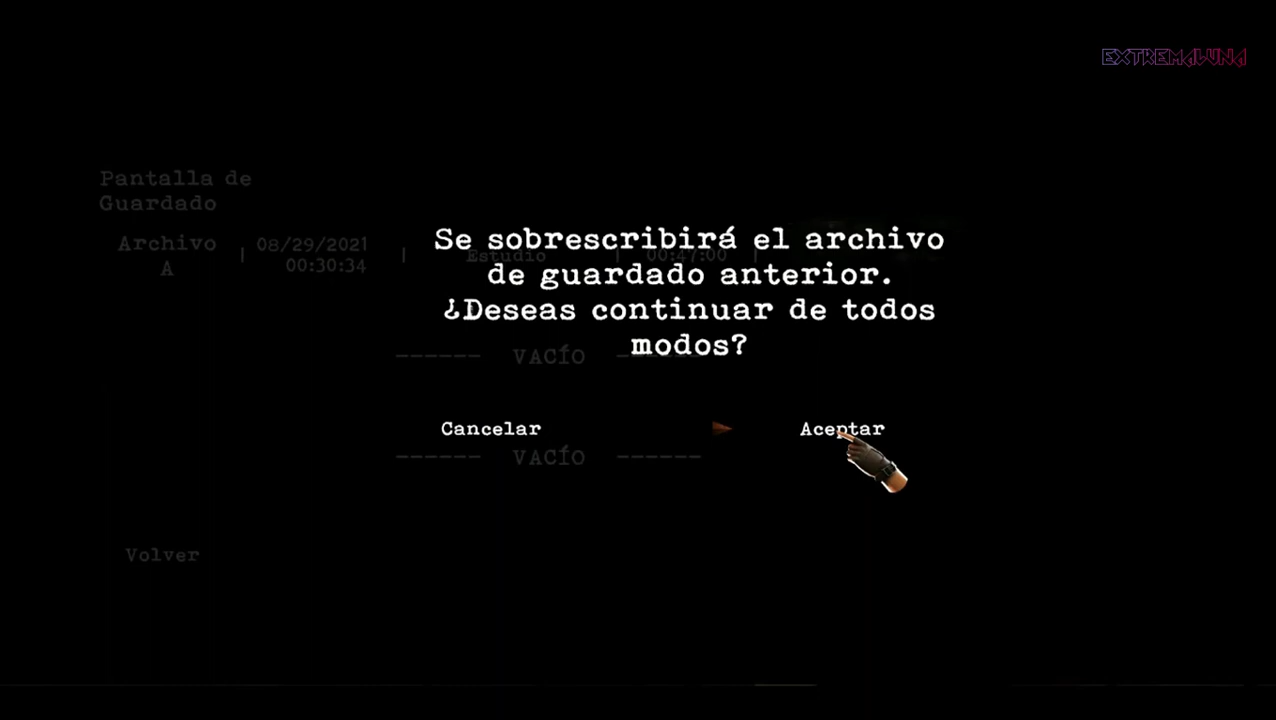 EXTREMALUNA
Pantalla de
Guardado
Archivo
A
| 08/29/2021
00:30:34
| Estudio | 00:47:00 |
Se sobrescribirá el archivo
de guardado anterior.
¿Deseas continuar de todos
modos?
------ VACÍO ------
Cancelar
Aceptar
------ VACÍO ------
Volver